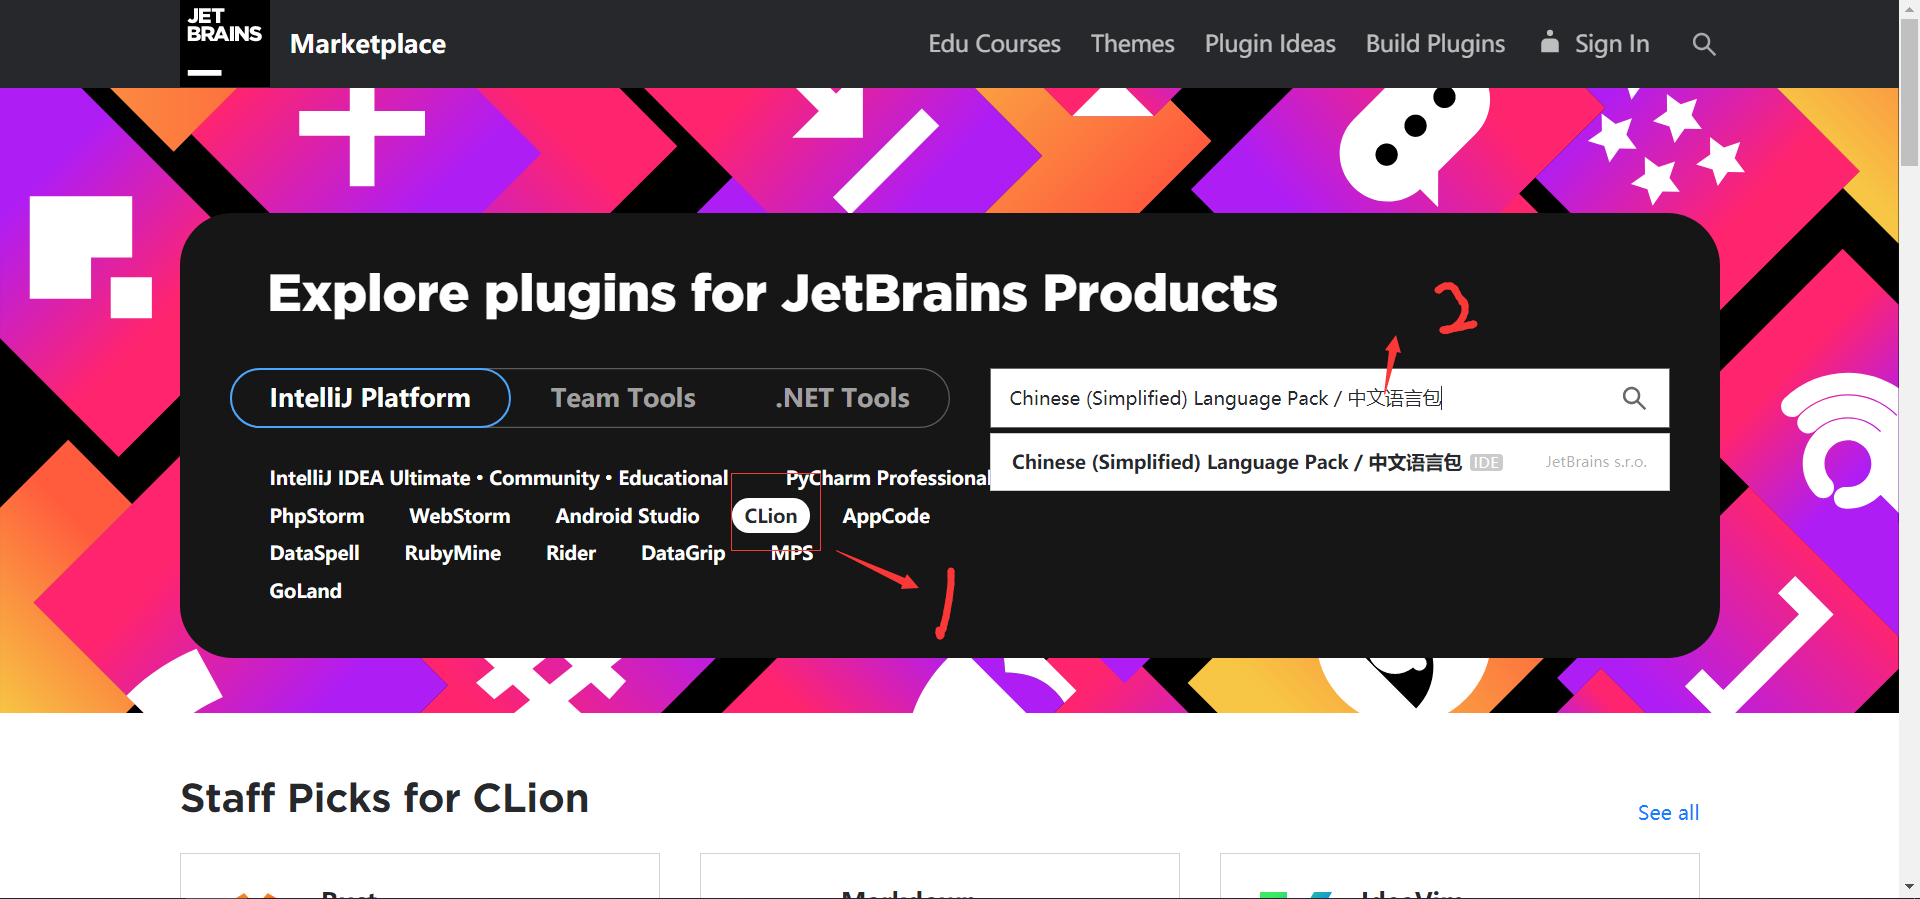 JET
BRAINS
Marketplace
Edu Courses
Themes
Plugin Ideas
Build Plugins
Sign In
Explore plugins for JetBrains Products
2
IntelliJ Platform
Team Tools
.NET Tools
Chinese (Simplified) Language Pack / 中文语言包
Chinese (Simplified) Language Pack / 中文语言包 IDE JetBrains s.r.o.
IntelliJ IDEA Ultimate • Community • Educational
PyCharm Professional
PhpStorm
WebStorm
Android Studio
CLion
AppCode
DataSpell
RubyMine
Rider
DataGrip
MPS
GoLand
1
Staff Picks for CLion
See all
Rust
Markdown
IdeaVim